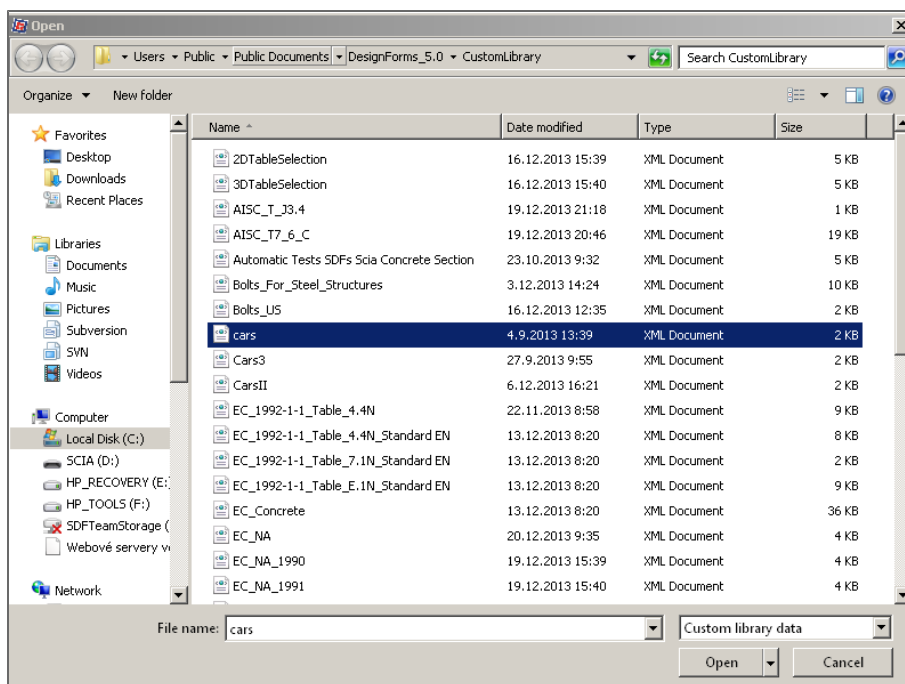 Open
Users Public Public Documents DesignForms_5.0 CustomLibrary Search CustomLibrary
Organize New folder
Favorites
Desktop
Downloads
Recent Places
Libraries
Documents
Music
Pictures
Subversion
SVN
Videos
Computer
Local Disk (C:)
SCIA (D:)
HP_RECOVERY (E:
HP_TOOLS (F:)
SDFTeamStorage (
Webové servery v
Network
Name Date modified Type Size
2DTableSelection 16.12.2013 15:39 XML Document 5 KB
3DTableSelection 16.12.2013 15:40 XML Document 5 KB
AISC_T_J3.4 19.12.2013 21:18 XML Document 1 KB
AISC_T7_6_C 19.12.2013 20:46 XML Document 19 KB
Automatic Tests SDFs Scia Concrete Section 23.10.2013 9:32 XML Document 5 KB
Bolts_For_Steel_Structures 3.12.2013 14:24 XML Document 10 KB
Bolts_US 16.12.2013 12:35 XML Document 2 KB
cars 4.9.2013 13:39 XML Document 2 KB
Cars3 27.9.2013 9:55 XML Document 2 KB
CarsII 6.12.2013 16:21 XML Document 2 KB
EC_1992-1-1_Table_4.4N 22.11.2013 8:58 XML Document 9 KB
EC_1992-1-1_Table_4.4N_Standard EN 13.12.2013 8:20 XML Document 8 KB
EC_1992-1-1_Table_7.1N_Standard EN 13.12.2013 8:20 XML Document 2 KB
EC_1992-1-1_Table_E.1N_Standard EN 13.12.2013 8:20 XML Document 9 KB
EC_Concrete 13.12.2013 8:20 XML Document 36 KB
EC_NA 20.12.2013 9:35 XML Document 4 KB
EC_NA_1990 19.12.2013 15:39 XML Document 4 KB
EC_NA_1991 19.12.2013 15:40 XML Document 4 KB
File name: cars Custom library data
Open Cancel